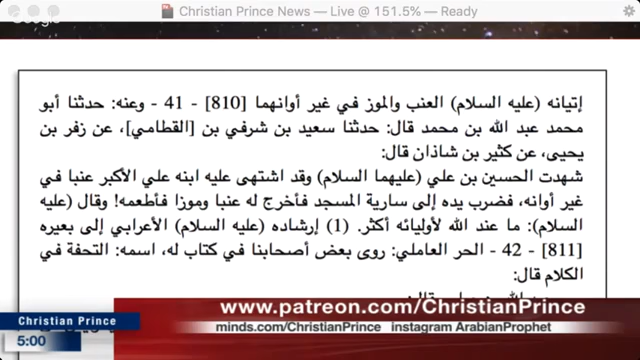 Christian Prince News — Live @ 151.5% — Ready
إتيانه (عليه السلام) العنب والموز في غير أوانهما [810] - 41 - وعنه: حدثنا أبو
محمد عبد الله بن محمد قال: حدثنا سعيد بن شرفي بن [القطامي]، عن زفر بن
يحيى، عن كثير بن شاذان قال:
شهدت الحسين بن علي (عليهما السلام) وقد اشتهى عليه ابنه علي الأكبر عنبا في
غير أوانه، فضرب يده إلى سارية المسجد فأخرج له عنبا وموزا فأطعمه! وقال (عليه
السلام): ما عند الله لأوليائه أكثر. (1) إرشاده (عليه السلام) الأعرابي إلى بعيره
[811] - 42 - الحر العاملي: روى بعض أصحابنا في كتاب له، اسمه: التحفة في
الكلام قال:
www.patreon.com/ChristianPrince
Christian Prince
minds.com/ChristianPrince instagram ArabianProphet
5:00